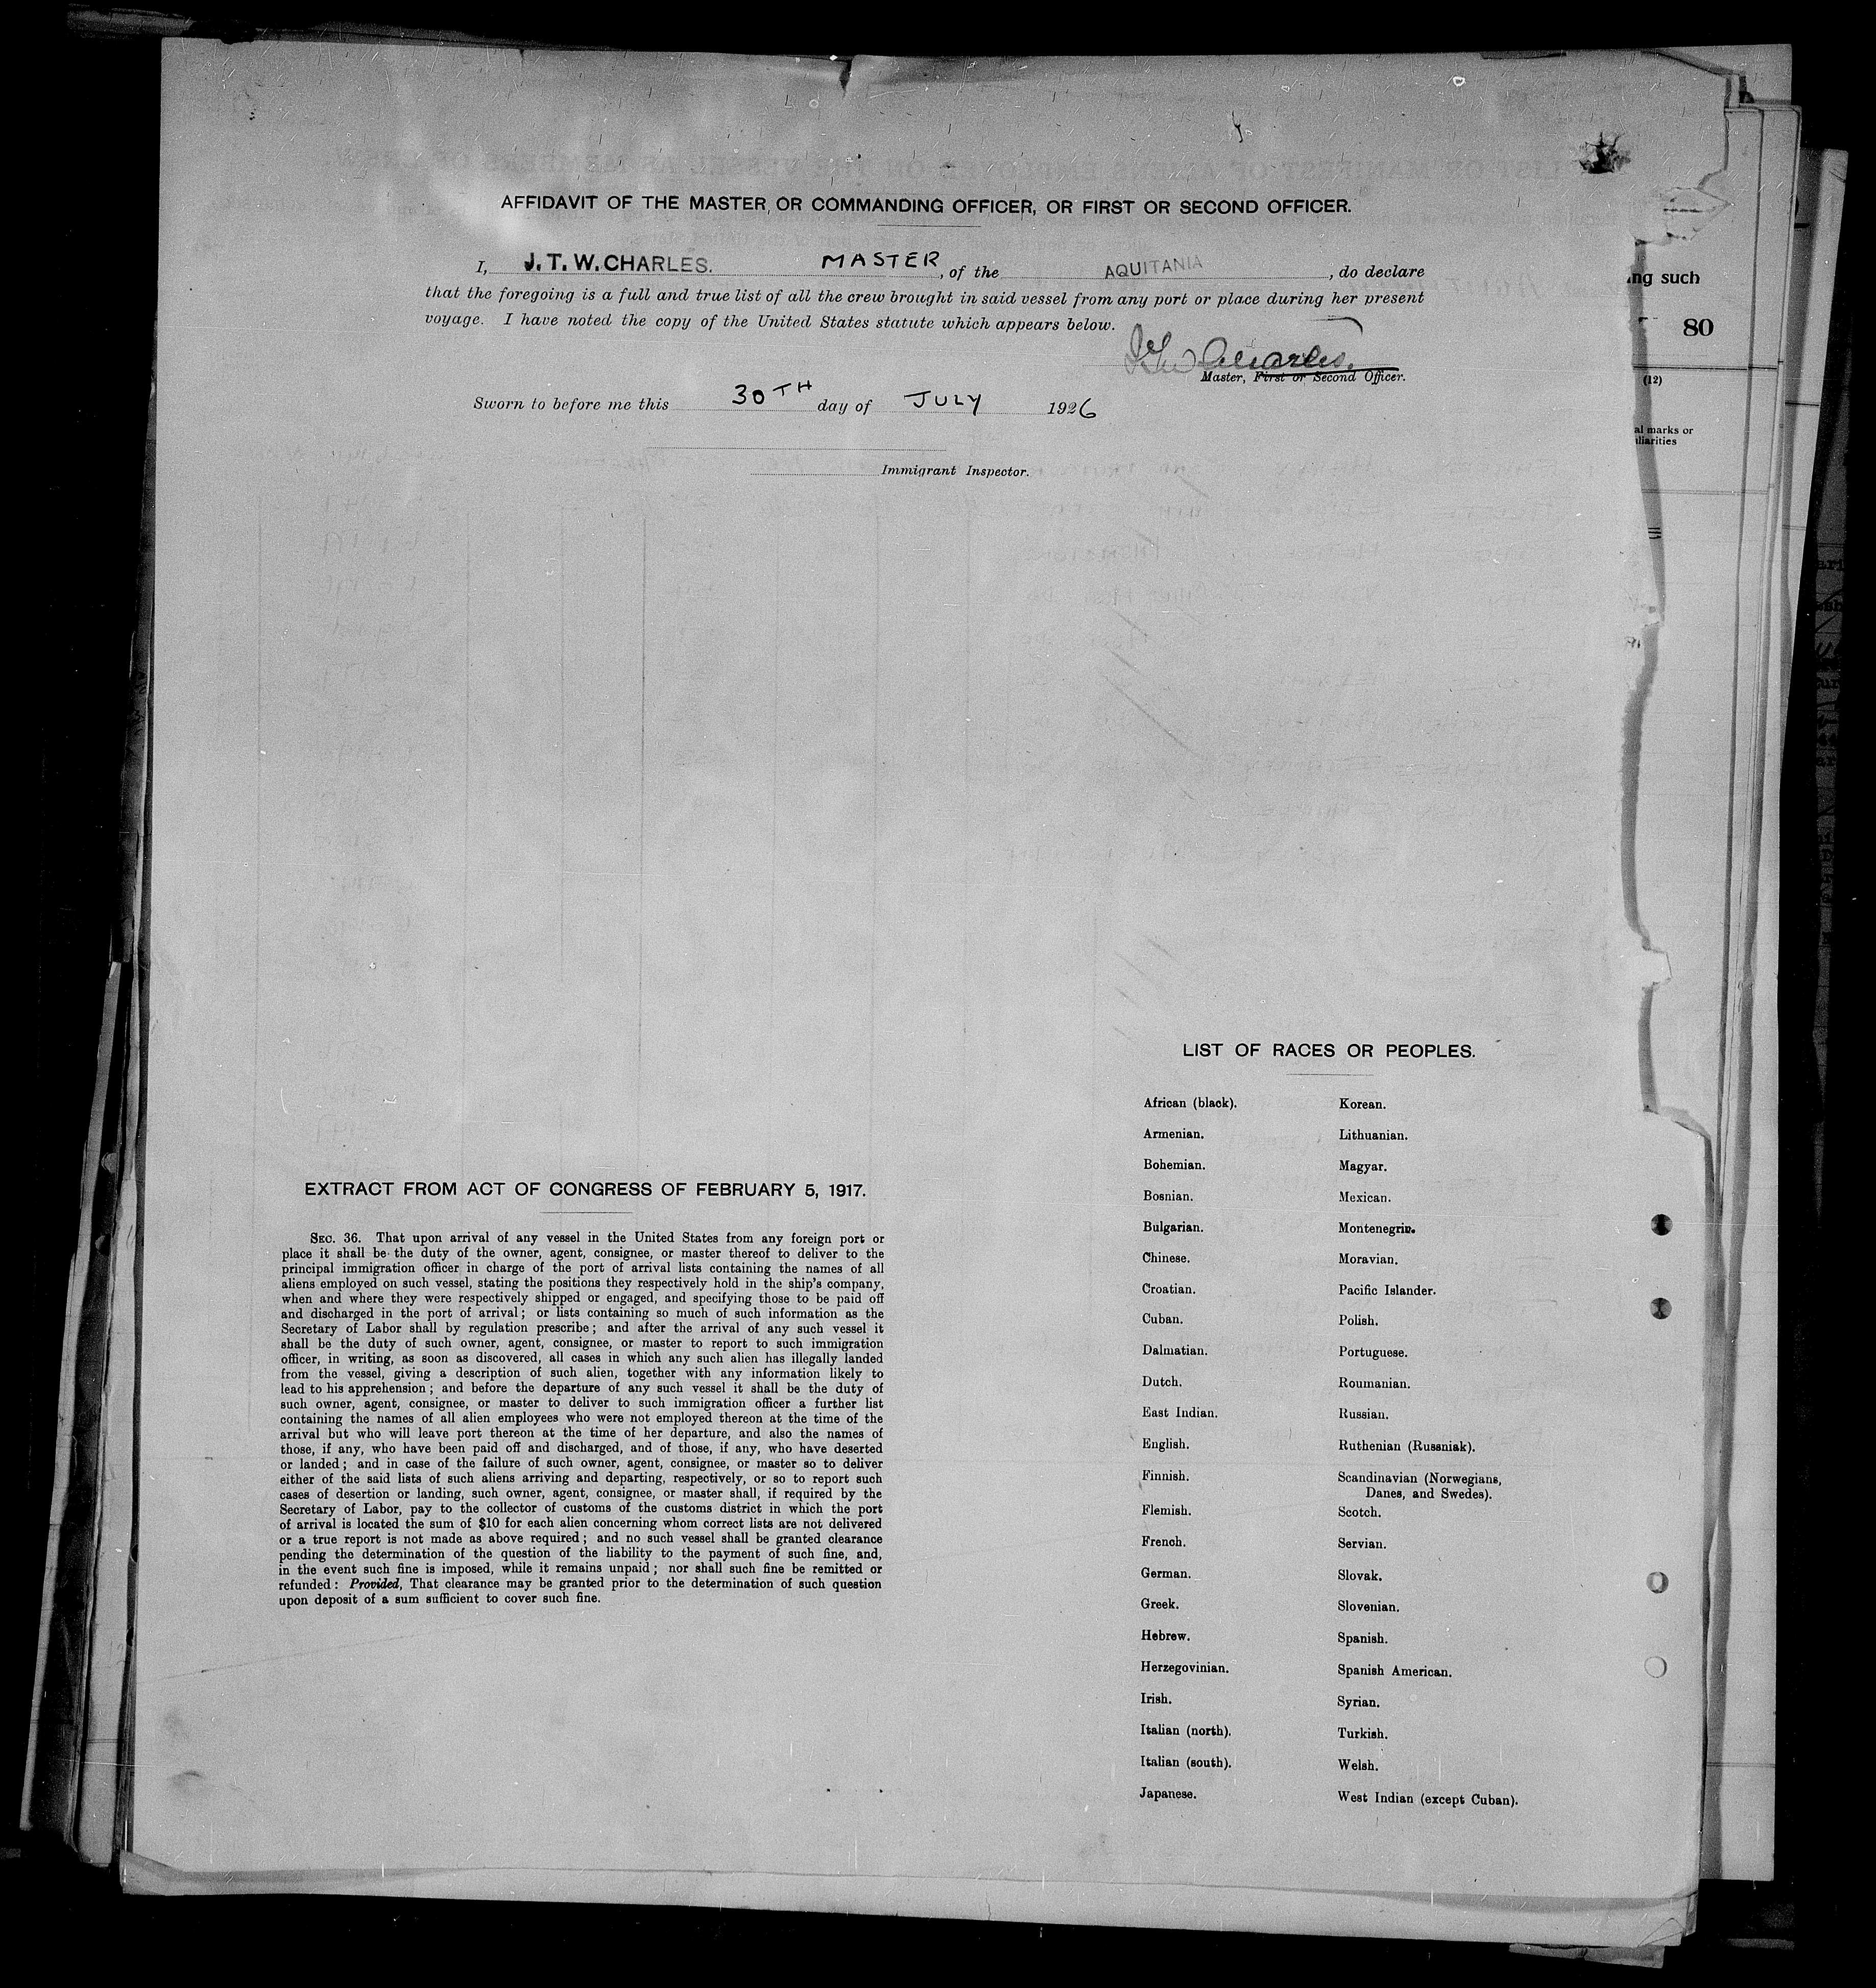 AFFIDAVIT OF THE MASTER, OR COMMANDING OFFICER, OR FIRST OR SECOND OFFICER.
I, J. T. W. CHARLES. MASTER, of the AQUITANIA, do declare
that the foregoing is a full and true list of all the crew brought in said vessel from any port or place during her present
voyage. I have noted the copy of the United States statute which appears below.
JTW Charles.
Master, First or Second Officer.
Sworn to before me this 30TH day of JULY 1926
Immigrant Inspector.
ng such
80
(12)
al marks or
liarities
LIST OF RACES OR PEOPLES.
African (black). Korean.
Armenian. Lithuanian.
Bohemian. Magyar.
Bosnian. Mexican.
Bulgarian. Montenegrin.
Chinese. Moravian.
Croatian. Pacific Islander.
Cuban. Polish.
Dalmatian. Portuguese.
Dutch. Roumanian.
East Indian. Russian.
English. Ruthenian (Russniak).
Finnish. Scandinavian (Norwegians,
Danes, and Swedes).
Flemish. Scotch.
French. Servian.
German. Slovak.
Greek. Slovenian.
Hebrew. Spanish.
Herzegovinian. Spanish American.
Irish. Syrian.
Italian (north). Turkish.
Italian (south). Welsh.
Japanese. West Indian (except Cuban).
EXTRACT FROM ACT OF CONGRESS OF FEBRUARY 5, 1917.
SEC. 36. That upon arrival of any vessel in the United States from any foreign port or
place it shall be the duty of the owner, agent, consignee, or master thereof to deliver to the
principal immigration officer in charge of the port of arrival lists containing the names of all
aliens employed on such vessel, stating the positions they respectively hold in the ship's company,
when and where they were respectively shipped or engaged, and specifying those to be paid off
and discharged in the port of arrival; or lists containing so much of such information as the
Secretary of Labor shall by regulation prescribe; and after the arrival of any such vessel it
shall be the duty of such owner, agent, consignee, or master to report to such immigration
officer, in writing, as soon as discovered, all cases in which any such alien has illegally landed
from the vessel, giving a description of such alien, together with any information likely to
lead to his apprehension; and before the departure of any such vessel it shall be the duty of
such owner, agent, consignee, or master to deliver to such immigration officer a further list
containing the names of all alien employees who were not employed thereon at the time of the
arrival but who will leave port thereon at the time of her departure, and also the names of
those, if any, who have been paid off and discharged, and of those, if any, who have deserted
or landed; and in case of the failure of such owner, agent, consignee, or master so to deliver
either of the said lists of such aliens arriving and departing, respectively, or so to report such
cases of desertion or landing, such owner, agent, consignee, or master shall, if required by the
Secretary of Labor, pay to the collector of customs of the customs district in which the port
of arrival is located the sum of $10 for each alien concerning whom correct lists are not delivered
or a true report is not made as above required; and no such vessel shall be granted clearance
pending the determination of the question of the liability to the payment of such fine, and,
in the event such fine is imposed, while it remains unpaid; nor shall such fine be remitted or
refunded: Provided, That clearance may be granted prior to the determination of such question
upon deposit of a sum sufficient to cover such fine.